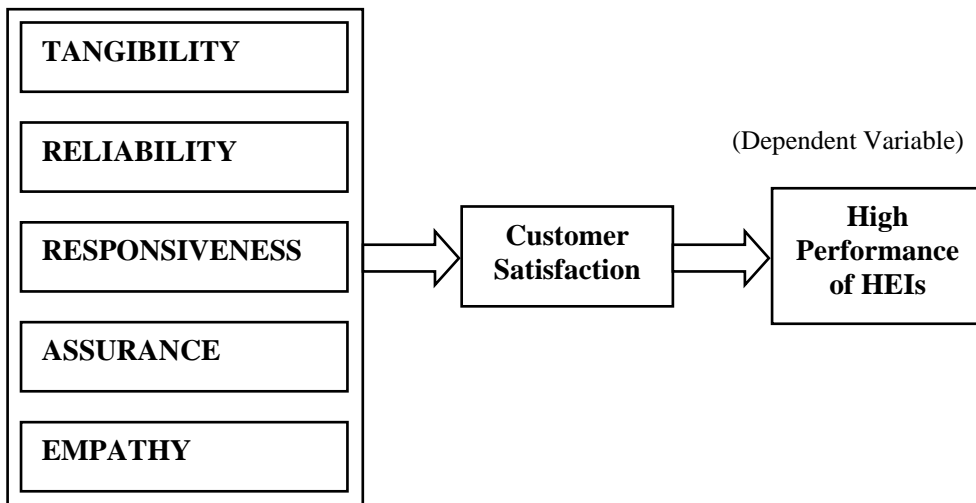 TANGIBILITY
RELIABILITY
RESPONSIVENESS
ASSURANCE
EMPATHY
Customer
Satisfaction
(Dependent Variable)
High
Performance
of HEIs